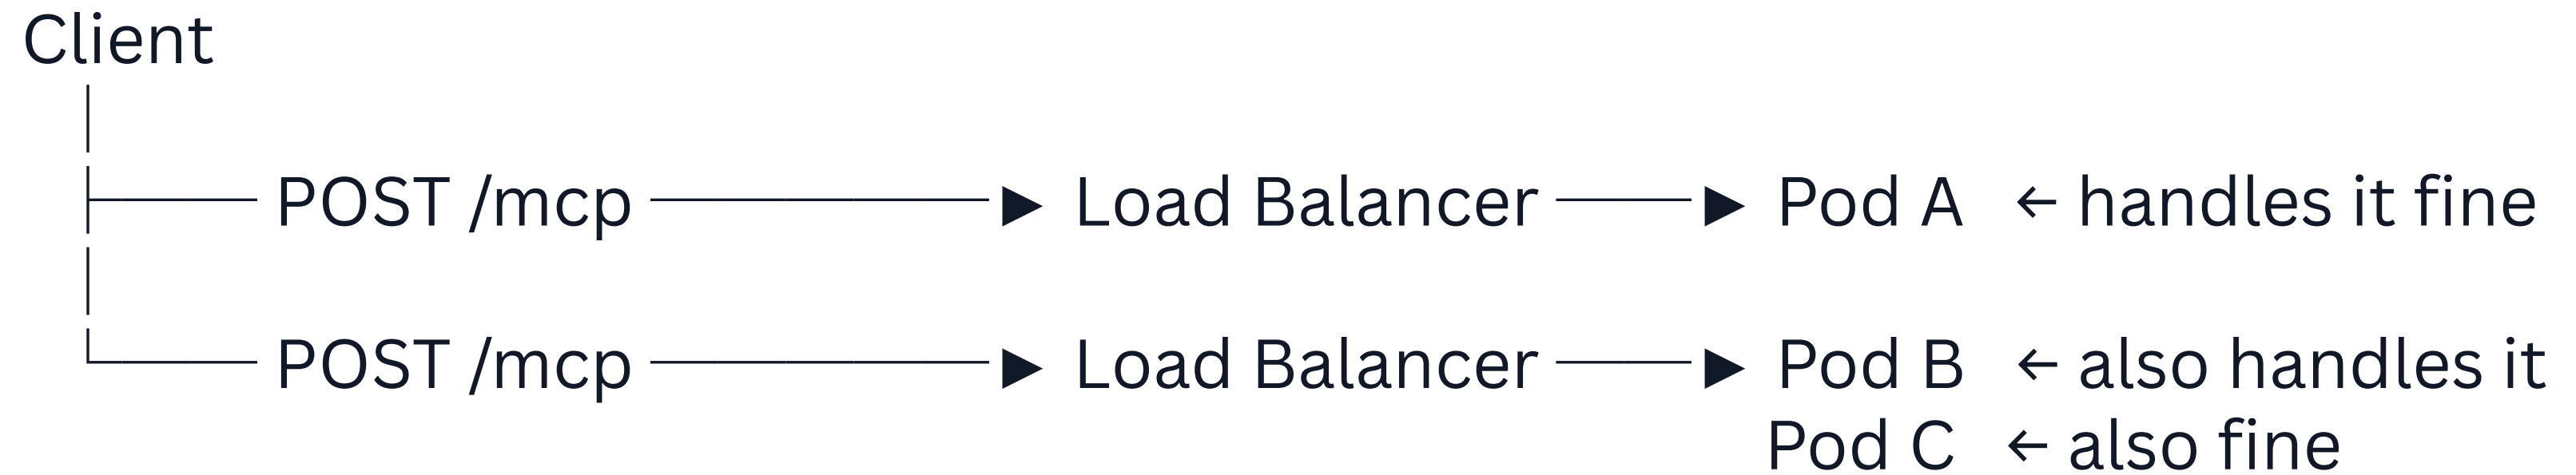 Client
POST /mcp ► Load Balancer ► Pod A ← handles it fine
POST /mcp ► Load Balancer ► Pod B ← also handles it
Pod C ← also fine